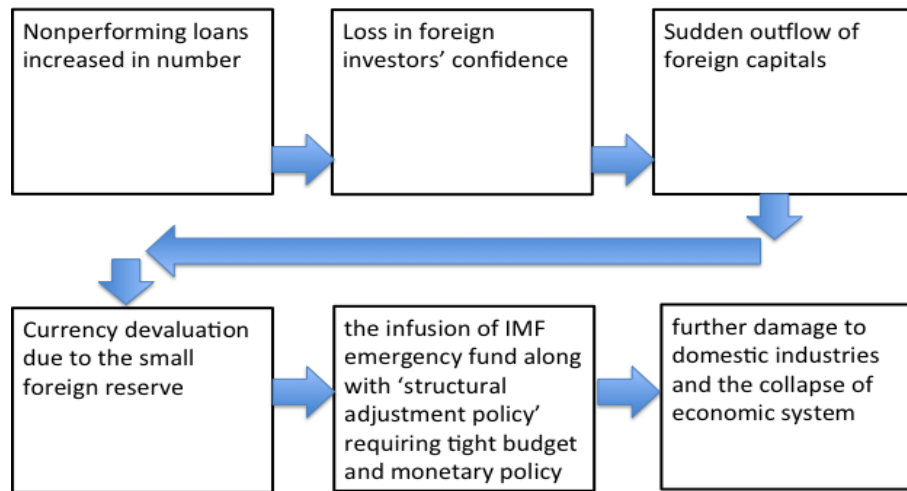 Nonperforming loans
increased in number
Loss in foreign
investors’ confidence
Sudden outflow of
foreign capitals
Currency devaluation
due to the small
foreign reserve
the infusion of IMF
emergency fund along
with ‘structural
adjustment policy’
requiring tight budget
and monetary policy
further damage to
domestic industries
and the collapse of
economic system